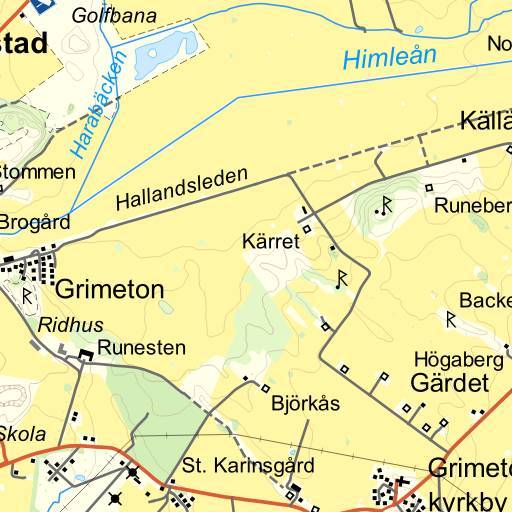 Golfbana
stad
Harabäcken
Himleån
No
Källa
Stommen
Hallandsleden
Brogård
Runeber
Kärret
Grimeton
Backe
Ridhus
Runesten
Högaberg
Gärdet
Björkås
Skola
St. Karinsgård
Grimeto
kyrkby